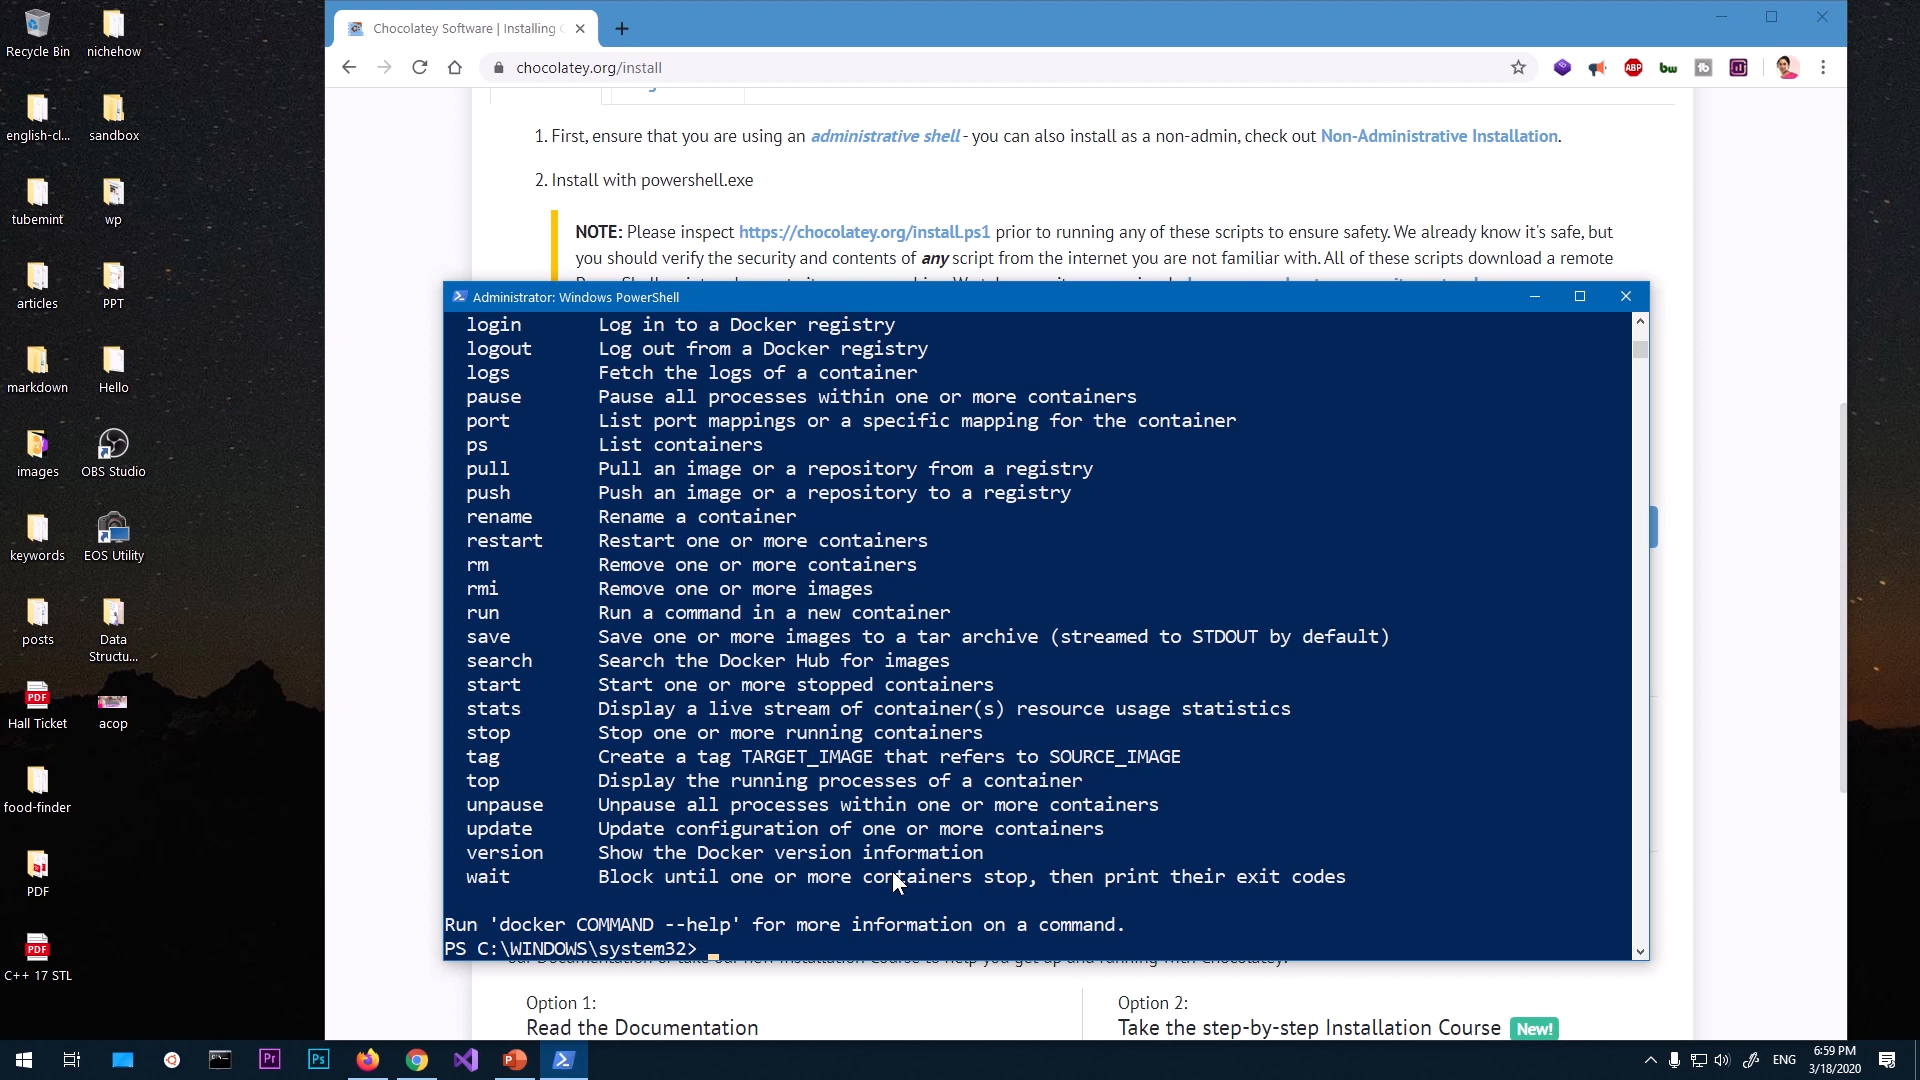 Recycle Bin
nichehow
english-cl...
sandbox
tubemint
wp
articles
PPT
markdown
Hello
images
OBS Studio
keywords
EOS Utility
posts
Data
Structu...
Hall Ticket
acop
food-finder
PDF
C++ 17 STL
Chocolatey Software | Installing
chocolatey.org/install
1. First, ensure that you are using an administrative shell - you can also install as a non-admin, check out Non-Administrative Installation.
2. Install with powershell.exe
NOTE: Please inspect https://chocolatey.org/install.ps1 prior to running any of these scripts to ensure safety. We already know it's safe, but
you should verify the security and contents of any script from the internet you are not familiar with. All of these scripts download a remote
Administrator: Windows PowerShell
login Log in to a Docker registry
logout Log out from a Docker registry
logs Fetch the logs of a container
pause Pause all processes within one or more containers
port List port mappings or a specific mapping for the container
ps List containers
pull Pull an image or a repository from a registry
push Push an image or a repository to a registry
rename Rename a container
restart Restart one or more containers
rm Remove one or more containers
rmi Remove one or more images
run Run a command in a new container
save Save one or more images to a tar archive (streamed to STDOUT by default)
search Search the Docker Hub for images
start Start one or more stopped containers
stats Display a live stream of container(s) resource usage statistics
stop Stop one or more running containers
tag Create a tag TARGET_IMAGE that refers to SOURCE_IMAGE
top Display the running processes of a container
unpause Unpause all processes within one or more containers
update Update configuration of one or more containers
version Show the Docker version information
wait Block until one or more containers stop, then print their exit codes
Run 'docker COMMAND --help' for more information on a command.
PS C:\WINDOWS\system32>
Option 1:
Read the Documentation
Option 2:
Take the step-by-step Installation Course New!
ENG
6:59 PM
3/18/2020